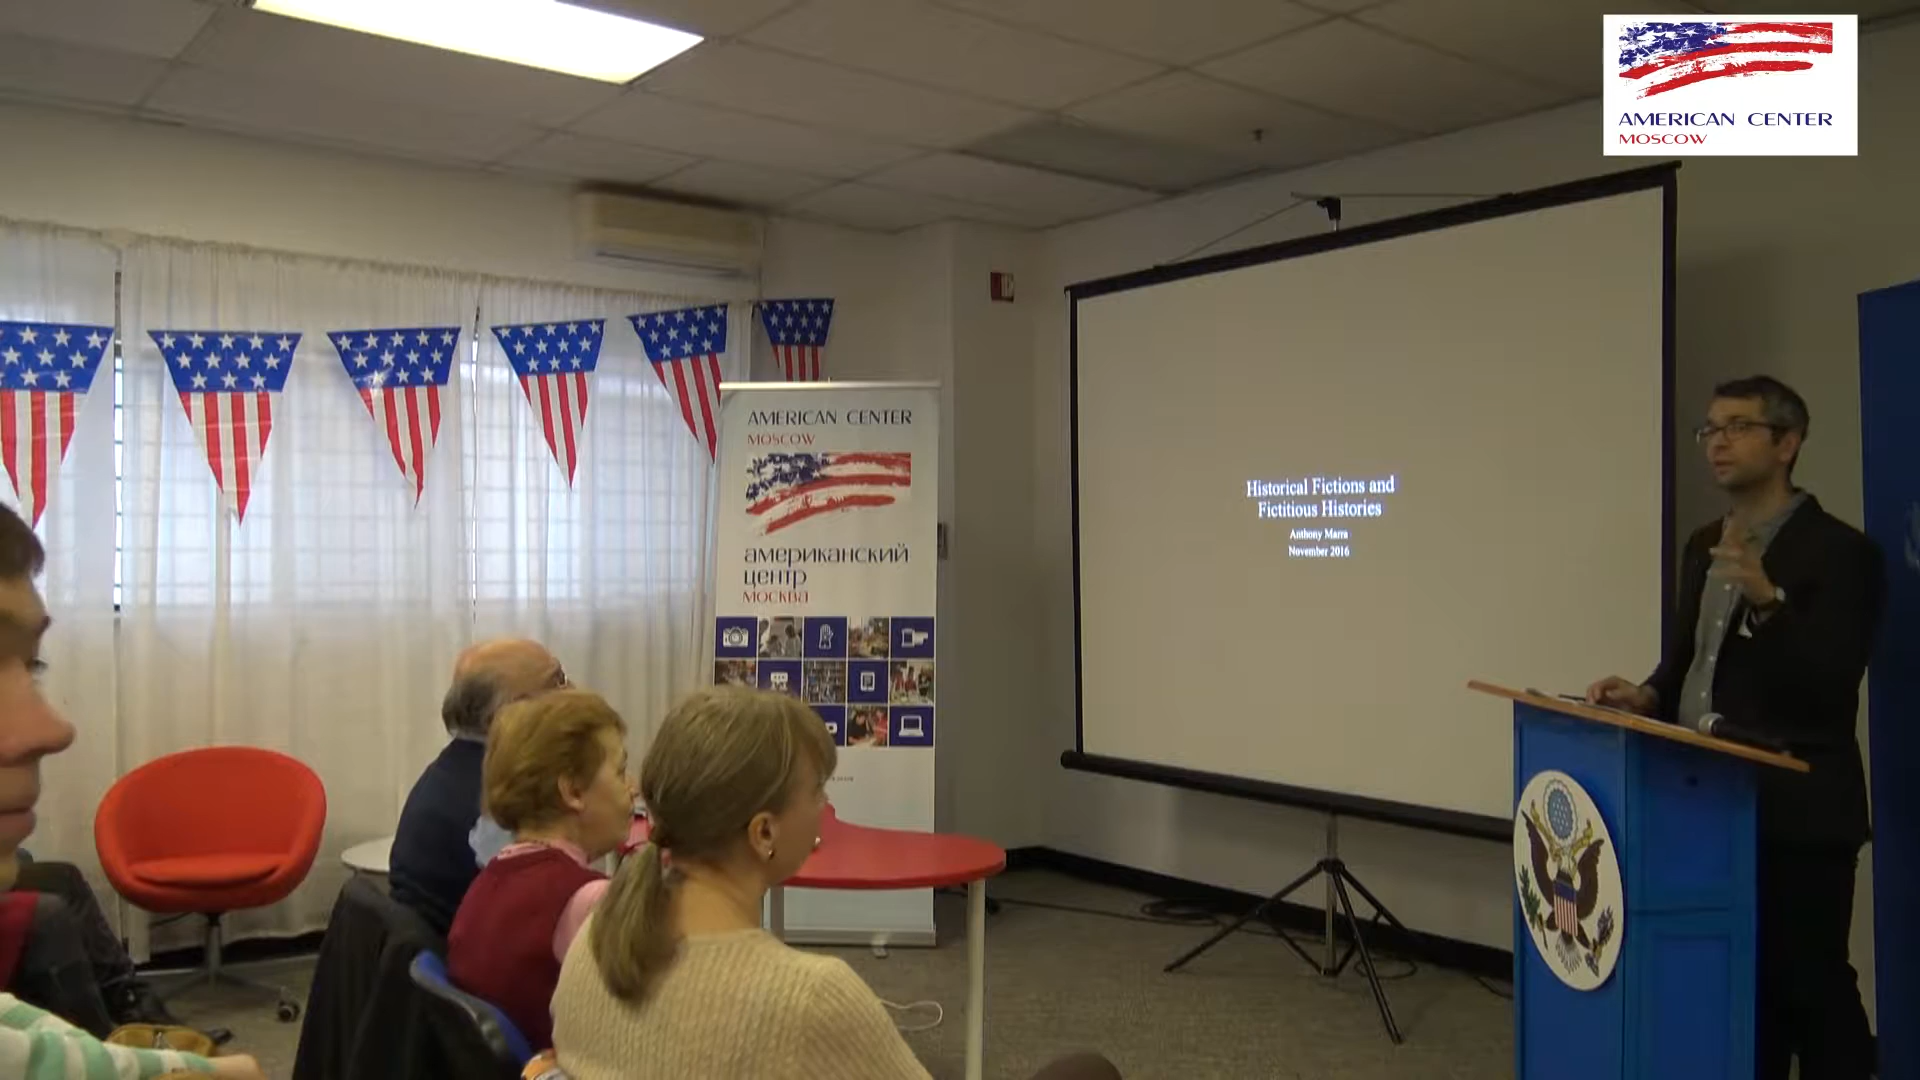 AMERICAN CENTER
MOSCOW
AMERICAN CENTER
MOSCOW
американский
центр
москва
Historical Fictions and
Fictitious Histories
Anthony Marra
November 2016